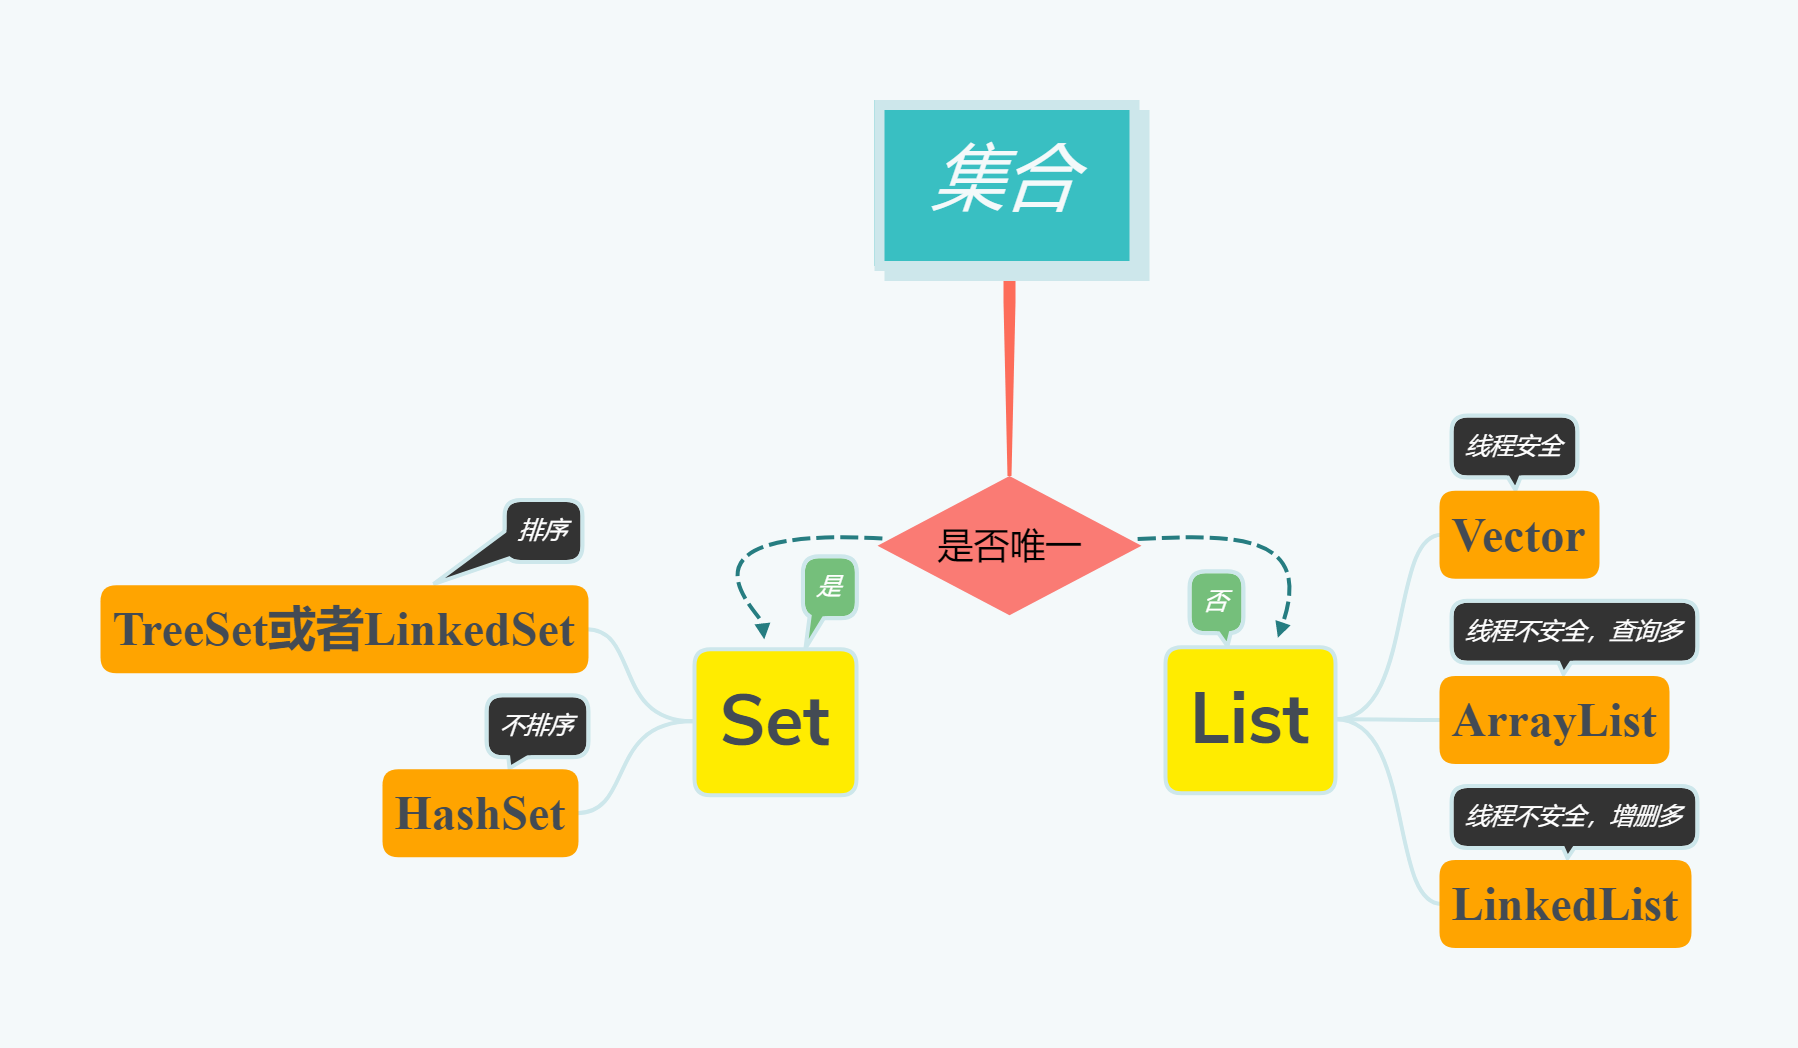 集合
是否唯一
是
Set
排序
TreeSet或者LinkedSet
不排序
HashSet
否
List
线程安全
Vector
线程不安全，查询多
ArrayList
线程不安全，增删多
LinkedList